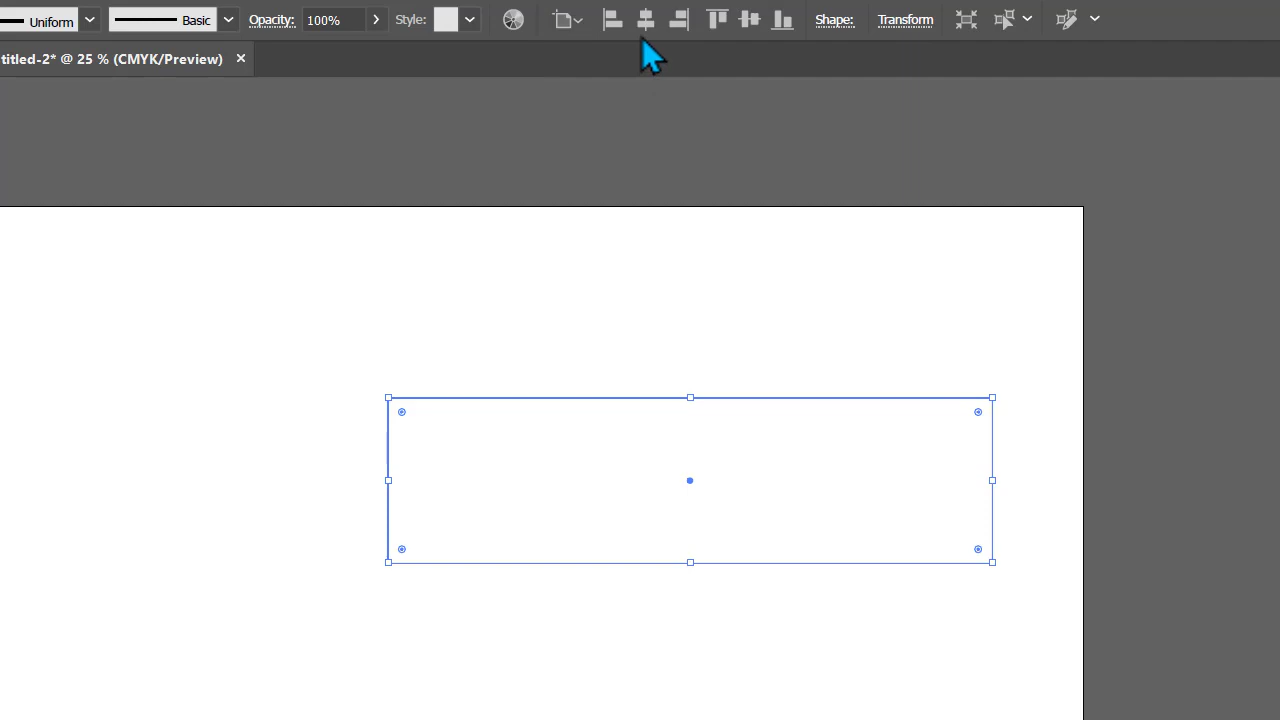 Uniform Basic Opacity: 100% Style: Shape: Transform
titled-2* @ 25 % (CMYK/Preview) ×